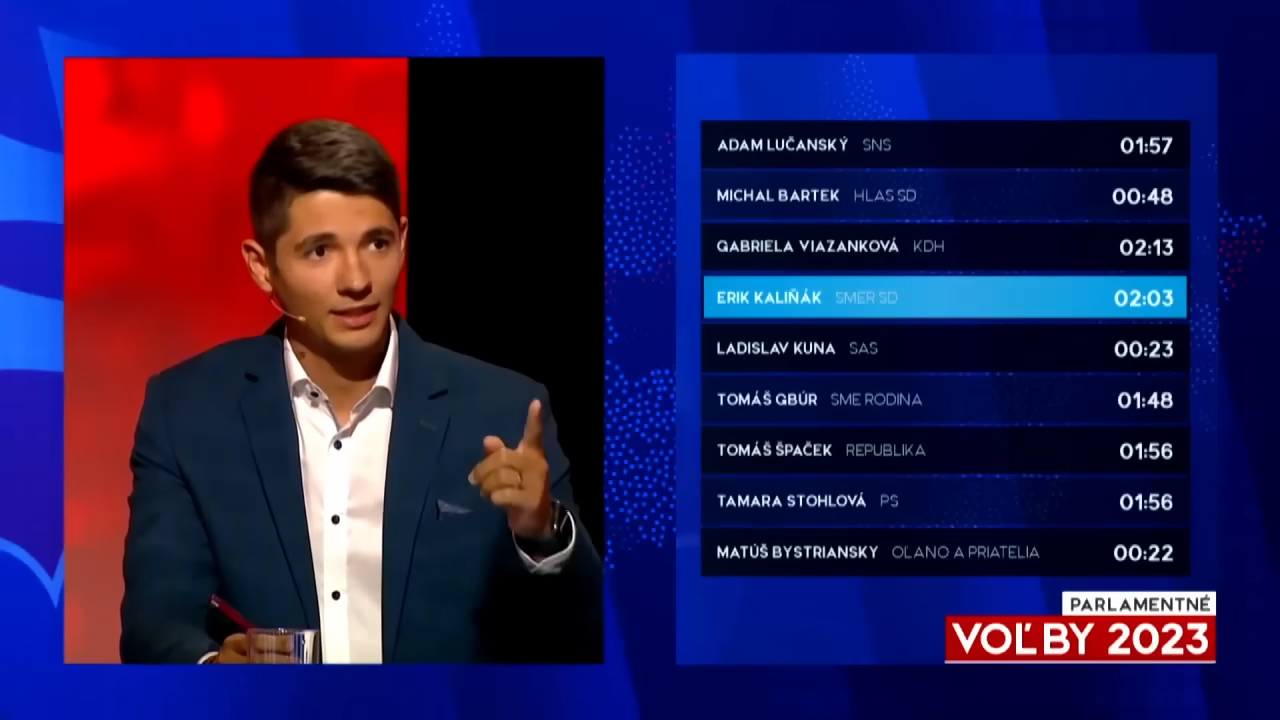 ADAM LUČANSKÝ SNS 01:57
MICHAL BARTEK HLAS SD 00:48
GABRIELA VIAZANKOVÁ KDH 02:13
ERIK KALIŇÁK SMER SD 02:03
LADISLAV KUNA SAS 00:23
TOMÁŠ GBÚR SME RODINA 01:48
TOMÁŠ ŠPAČEK REPUBLIKA 01:56
TAMARA STOHLOVÁ PS 01:56
MATÚŠ BYSTRIANSKY OĽANO A PRIATELIA 00:22
PARLAMENTNÉ
VOĽBY 2023